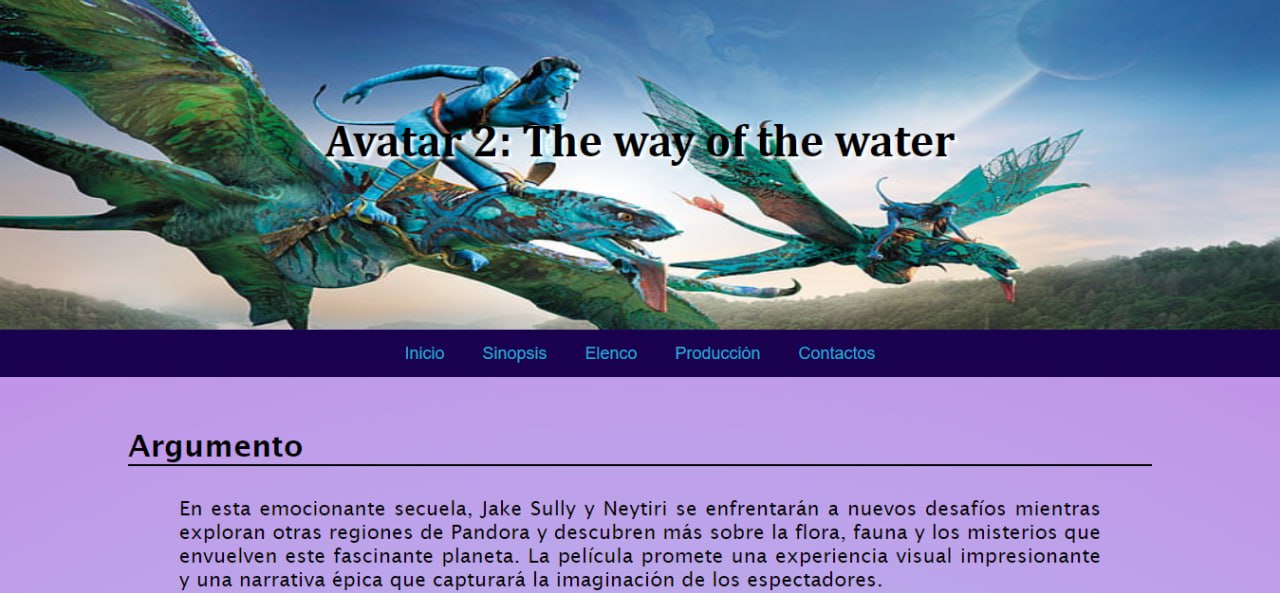 Avatar 2: The way of the water
Inicio Sinopsis Elenco Producción Contactos
Argumento
En esta emocionante secuela, Jake Sully y Neytiri se enfrentarán a nuevos desafíos mientras
exploran otras regiones de Pandora y descubren más sobre la flora, fauna y los misterios que
envuelven este fascinante planeta. La película promete una experiencia visual impresionante
y una narrativa épica que capturará la imaginación de los espectadores.